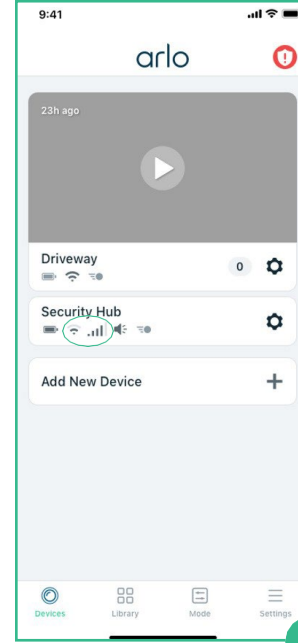 9:41
arlo
23h ago
Driveway
0
Security Hub
Add New Device
Devices Library Mode Settings